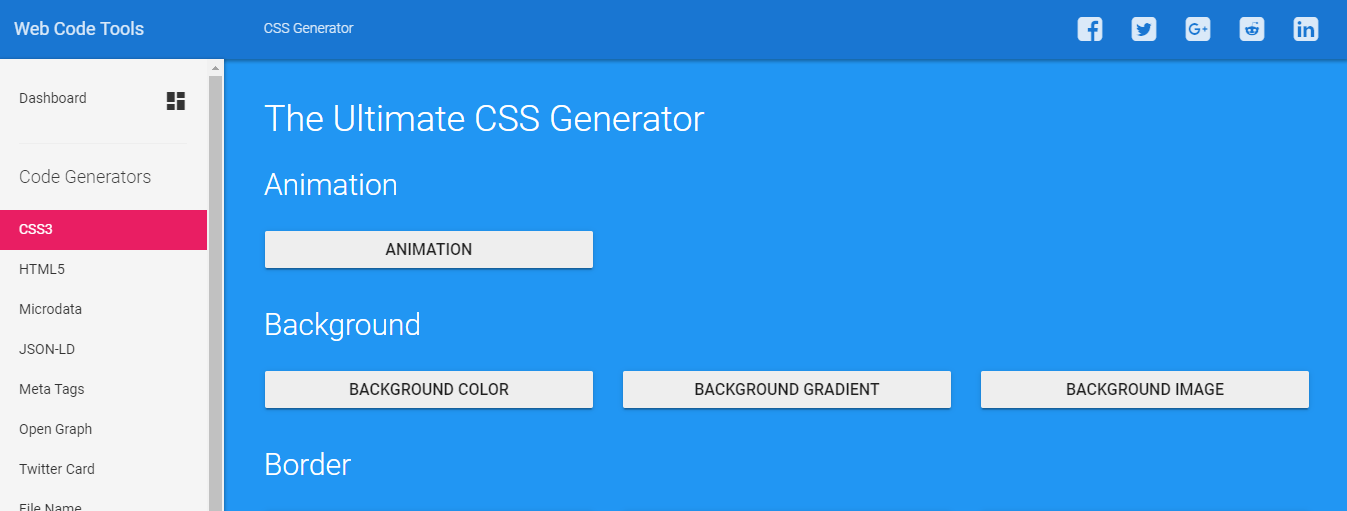 Web Code Tools
CSS Generator
Dashboard
Code Generators
CSS3
HTML5
Microdata
JSON-LD
Meta Tags
Open Graph
Twitter Card
File Name
The Ultimate CSS Generator
Animation
ANIMATION
Background
BACKGROUND COLOR
BACKGROUND GRADIENT
BACKGROUND IMAGE
Border